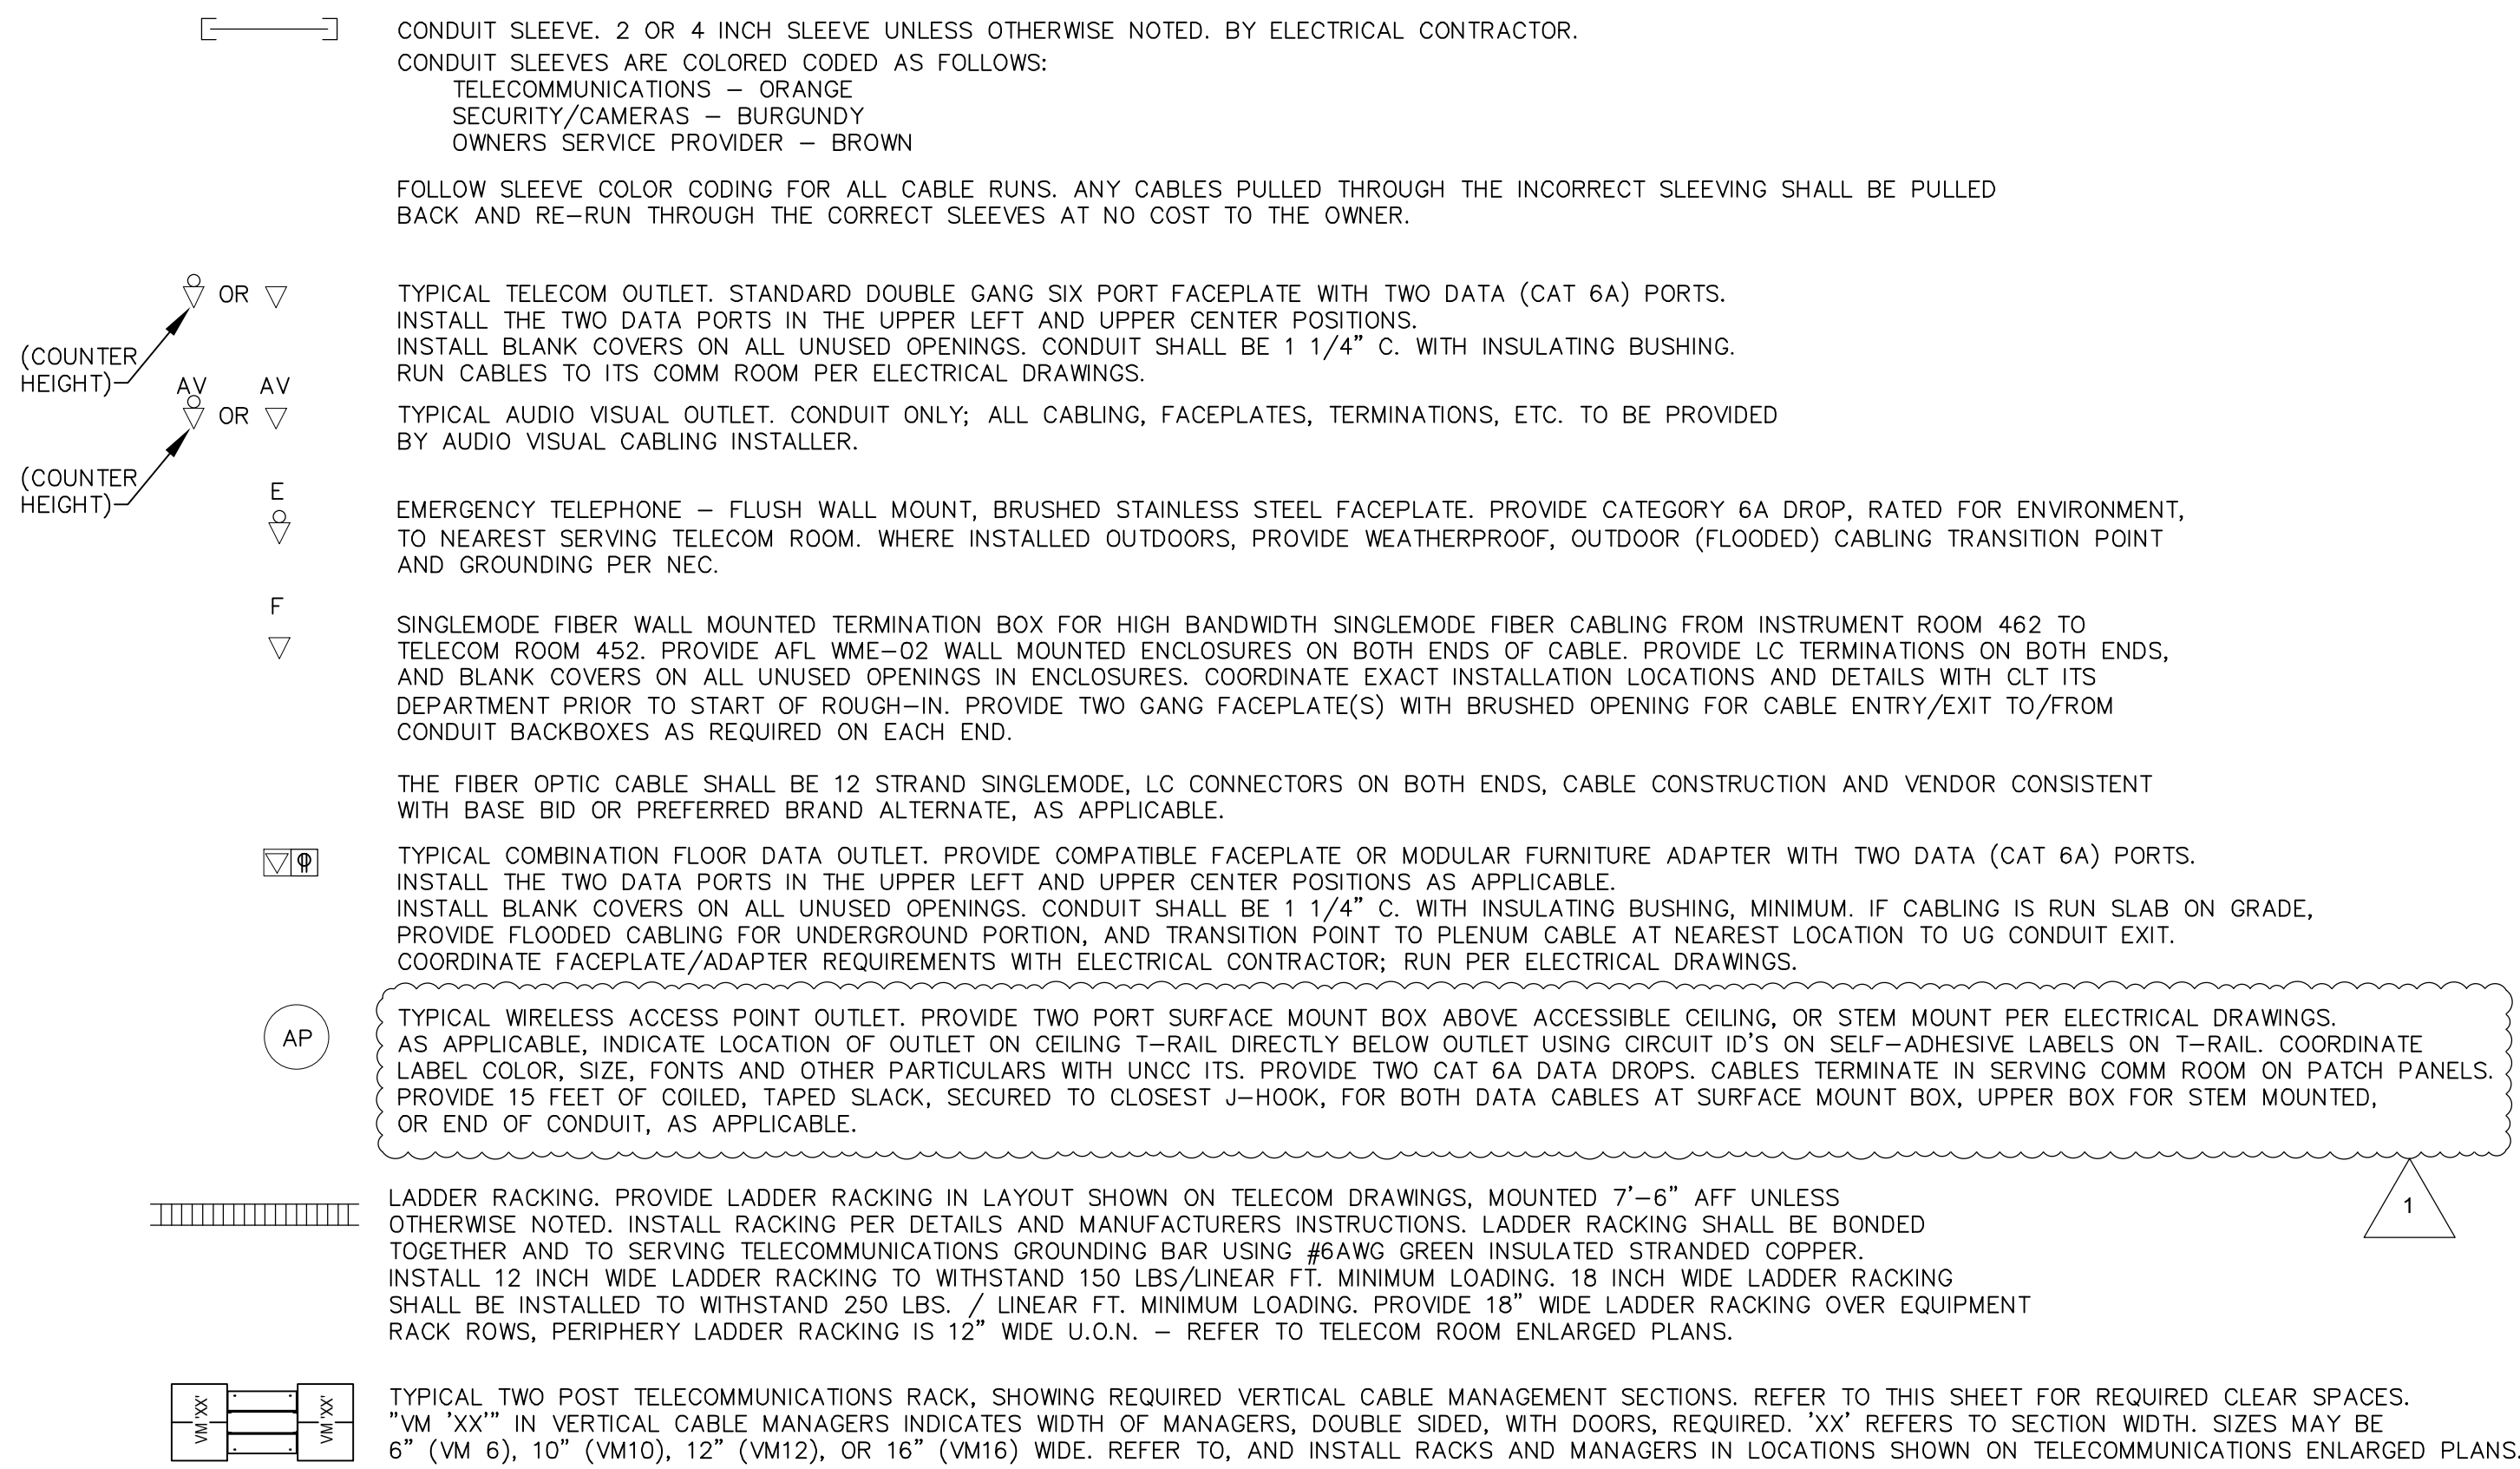 CONDUIT SLEEVE. 2 OR 4 INCH SLEEVE UNLESS OTHERWISE NOTED. BY ELECTRICAL CONTRACTOR.
CONDUIT SLEEVES ARE COLORED CODED AS FOLLOWS:
TELECOMMUNICATIONS – ORANGE
SECURITY/CAMERAS – BURGUNDY
OWNERS SERVICE PROVIDER – BROWN
FOLLOW SLEEVE COLOR CODING FOR ALL CABLE RUNS. ANY CABLES PULLED THROUGH THE INCORRECT SLEEVING SHALL BE PULLED
BACK AND RE–RUN THROUGH THE CORRECT SLEEVES AT NO COST TO THE OWNER.
OR
(COUNTER
HEIGHT)
TYPICAL TELECOM OUTLET. STANDARD DOUBLE GANG SIX PORT FACEPLATE WITH TWO DATA (CAT 6A) PORTS.
INSTALL THE TWO DATA PORTS IN THE UPPER LEFT AND UPPER CENTER POSITIONS.
INSTALL BLANK COVERS ON ALL UNUSED OPENINGS. CONDUIT SHALL BE 1 1/4" C. WITH INSULATING BUSHING.
RUN CABLES TO ITS COMM ROOM PER ELECTRICAL DRAWINGS.
AV AV
OR
(COUNTER
HEIGHT)
TYPICAL AUDIO VISUAL OUTLET. CONDUIT ONLY; ALL CABLING, FACEPLATES, TERMINATIONS, ETC. TO BE PROVIDED
BY AUDIO VISUAL CABLING INSTALLER.
E
EMERGENCY TELEPHONE – FLUSH WALL MOUNT, BRUSHED STAINLESS STEEL FACEPLATE. PROVIDE CATEGORY 6A DROP, RATED FOR ENVIRONMENT,
TO NEAREST SERVING TELECOM ROOM. WHERE INSTALLED OUTDOORS, PROVIDE WEATHERPROOF, OUTDOOR (FLOODED) CABLING TRANSITION POINT
AND GROUNDING PER NEC.
F
SINGLEMODE FIBER WALL MOUNTED TERMINATION BOX FOR HIGH BANDWIDTH SINGLEMODE FIBER CABLING FROM INSTRUMENT ROOM 462 TO
TELECOM ROOM 452. PROVIDE AFL WME–02 WALL MOUNTED ENCLOSURES ON BOTH ENDS OF CABLE. PROVIDE LC TERMINATIONS ON BOTH ENDS,
AND BLANK COVERS ON ALL UNUSED OPENINGS IN ENCLOSURES. COORDINATE EXACT INSTALLATION LOCATIONS AND DETAILS WITH CLT ITS
DEPARTMENT PRIOR TO START OF ROUGH–IN. PROVIDE TWO GANG FACEPLATE(S) WITH BRUSHED OPENING FOR CABLE ENTRY/EXIT TO/FROM
CONDUIT BACKBOXES AS REQUIRED ON EACH END.
THE FIBER OPTIC CABLE SHALL BE 12 STRAND SINGLEMODE, LC CONNECTORS ON BOTH ENDS, CABLE CONSTRUCTION AND VENDOR CONSISTENT
WITH BASE BID OR PREFERRED BRAND ALTERNATE, AS APPLICABLE.
TYPICAL COMBINATION FLOOR DATA OUTLET. PROVIDE COMPATIBLE FACEPLATE OR MODULAR FURNITURE ADAPTER WITH TWO DATA (CAT 6A) PORTS.
INSTALL THE TWO DATA PORTS IN THE UPPER LEFT AND UPPER CENTER POSITIONS AS APPLICABLE.
INSTALL BLANK COVERS ON ALL UNUSED OPENINGS. CONDUIT SHALL BE 1 1/4" C. WITH INSULATING BUSHING, MINIMUM. IF CABLING IS RUN SLAB ON GRADE,
PROVIDE FLOODED CABLING FOR UNDERGROUND PORTION, AND TRANSITION POINT TO PLENUM CABLE AT NEAREST LOCATION TO UG CONDUIT EXIT.
COORDINATE FACEPLATE/ADAPTER REQUIREMENTS WITH ELECTRICAL CONTRACTOR; RUN PER ELECTRICAL DRAWINGS.
AP
TYPICAL WIRELESS ACCESS POINT OUTLET. PROVIDE TWO PORT SURFACE MOUNT BOX ABOVE ACCESSIBLE CEILING, OR STEM MOUNT PER ELECTRICAL DRAWINGS.
AS APPLICABLE, INDICATE LOCATION OF OUTLET ON CEILING T–RAIL DIRECTLY BELOW OUTLET USING CIRCUIT ID'S ON SELF–ADHESIVE LABELS ON T–RAIL. COORDINATE
LABEL COLOR, SIZE, FONTS AND OTHER PARTICULARS WITH UNCC ITS. PROVIDE TWO CAT 6A DATA DROPS. CABLES TERMINATE IN SERVING COMM ROOM ON PATCH PANELS.
PROVIDE 15 FEET OF COILED, TAPED SLACK, SECURED TO CLOSEST J–HOOK, FOR BOTH DATA CABLES AT SURFACE MOUNT BOX, UPPER BOX FOR STEM MOUNTED,
OR END OF CONDUIT, AS APPLICABLE.
1
LADDER RACKING. PROVIDE LADDER RACKING IN LAYOUT SHOWN ON TELECOM DRAWINGS, MOUNTED 7'–6" AFF UNLESS
OTHERWISE NOTED. INSTALL RACKING PER DETAILS AND MANUFACTURERS INSTRUCTIONS. LADDER RACKING SHALL BE BONDED
TOGETHER AND TO SERVING TELECOMMUNICATIONS GROUNDING BAR USING #6AWG GREEN INSULATED STRANDED COPPER.
INSTALL 12 INCH WIDE LADDER RACKING TO WITHSTAND 150 LBS/LINEAR FT. MINIMUM LOADING. 18 INCH WIDE LADDER RACKING
SHALL BE INSTALLED TO WITHSTAND 250 LBS. / LINEAR FT. MINIMUM LOADING. PROVIDE 18" WIDE LADDER RACKING OVER EQUIPMENT
RACK ROWS, PERIPHERY LADDER RACKING IS 12" WIDE U.O.N. – REFER TO TELECOM ROOM ENLARGED PLANS.
VM 'XX' VM 'XX'
TYPICAL TWO POST TELECOMMUNICATIONS RACK, SHOWING REQUIRED VERTICAL CABLE MANAGEMENT SECTIONS. REFER TO THIS SHEET FOR REQUIRED CLEAR SPACES.
"VM 'XX'" IN VERTICAL CABLE MANAGERS INDICATES WIDTH OF MANAGERS, DOUBLE SIDED, WITH DOORS, REQUIRED. 'XX' REFERS TO SECTION WIDTH. SIZES MAY BE
6" (VM 6), 10" (VM10), 12" (VM12), OR 16" (VM16) WIDE. REFER TO, AND INSTALL RACKS AND MANAGERS IN LOCATIONS SHOWN ON TELECOMMUNICATIONS ENLARGED PLANS.